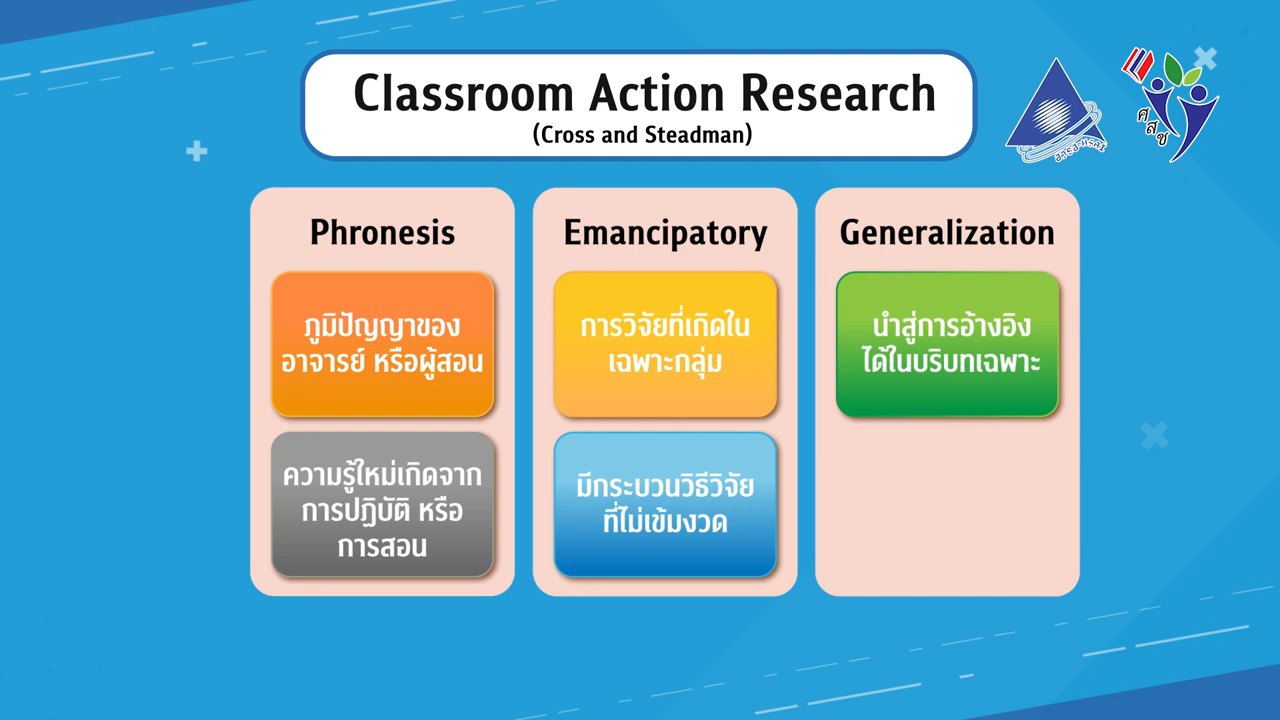 Classroom Action Research
(Cross and Steadman)
ศสช
Phronesis
ภูมิปัญญาของ
อาจารย์ หรือผู้สอน
ความรู้ใหม่เกิดจาก
การปฏิบัติ หรือ
การสอน
Emancipatory
การวิจัยที่เกิดใน
เฉพาะกลุ่ม
มีกระบวนวิธีวิจัย
ที่ไม่เข้มงวด
Generalization
นำสู่การอ้างอิง
ได้ในบริบทเฉพาะ